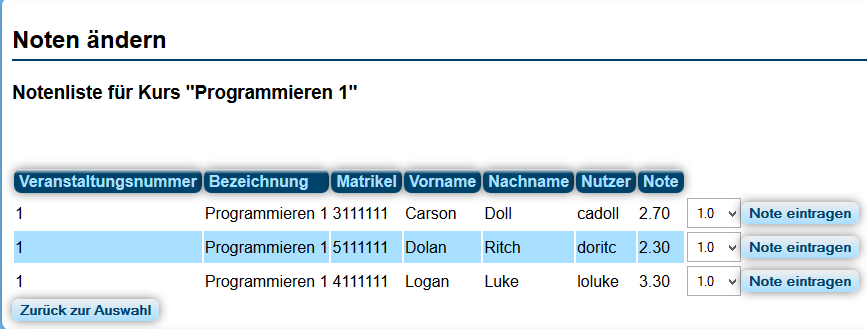 Noten ändern
Notenliste für Kurs "Programmieren 1"
Veranstaltungsnummer Bezeichnung Matrikel Vorname Nachname Nutzer Note
1 Programmieren 1 3111111 Carson Doll cadoll 2.70 1.0 Note eintragen
1 Programmieren 1 5111111 Dolan Ritch doritc 2.30 1.0 Note eintragen
1 Programmieren 1 4111111 Logan Luke loluke 3.30 1.0 Note eintragen
Zurück zur Auswahl